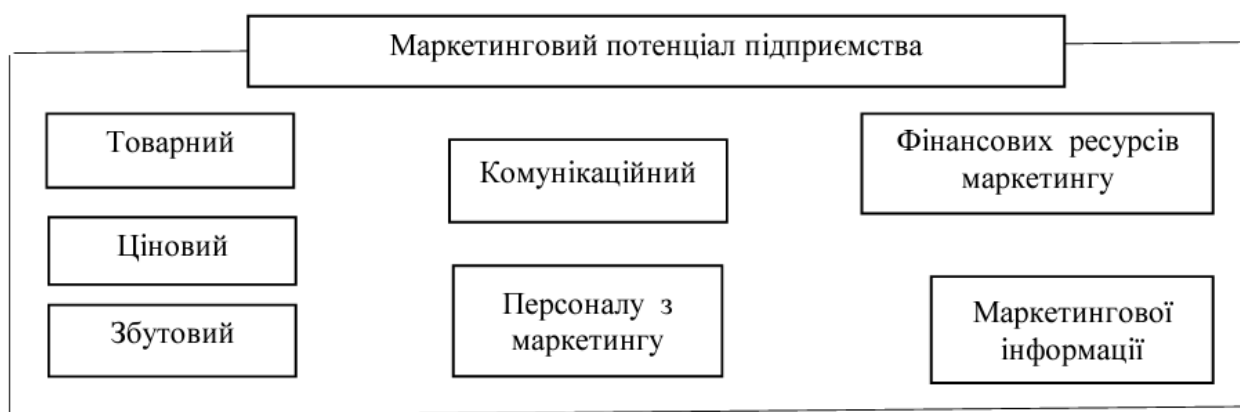 Маркетинговий потенціал підприємства
Товарний
Ціновий
Збутовий
Комунікаційний
Персоналу з
маркетингу
Фінансових ресурсів
маркетингу
Маркетингової
інформації